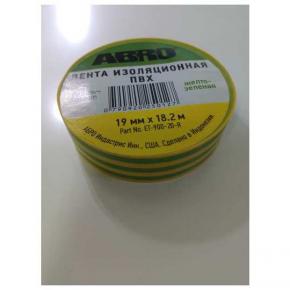 ABRO
ЛЕНТА ИЗОЛЯЦИОННАЯ
ПВХ
ЖЕЛТО-
ЗЕЛЕНАЯ
19 мм х 18.2 м
Part No. ET-900-20-R
АБРО Индастрис Инк., США. Сделано в Индонезии